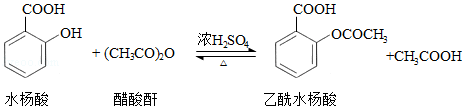 COOH
OH
+ (CH₃CO)₂O
浓H₂SO₄
△
COOH
OCOCH₃
+CH₃COOH
水杨酸 醋酸酐 乙酰水杨酸